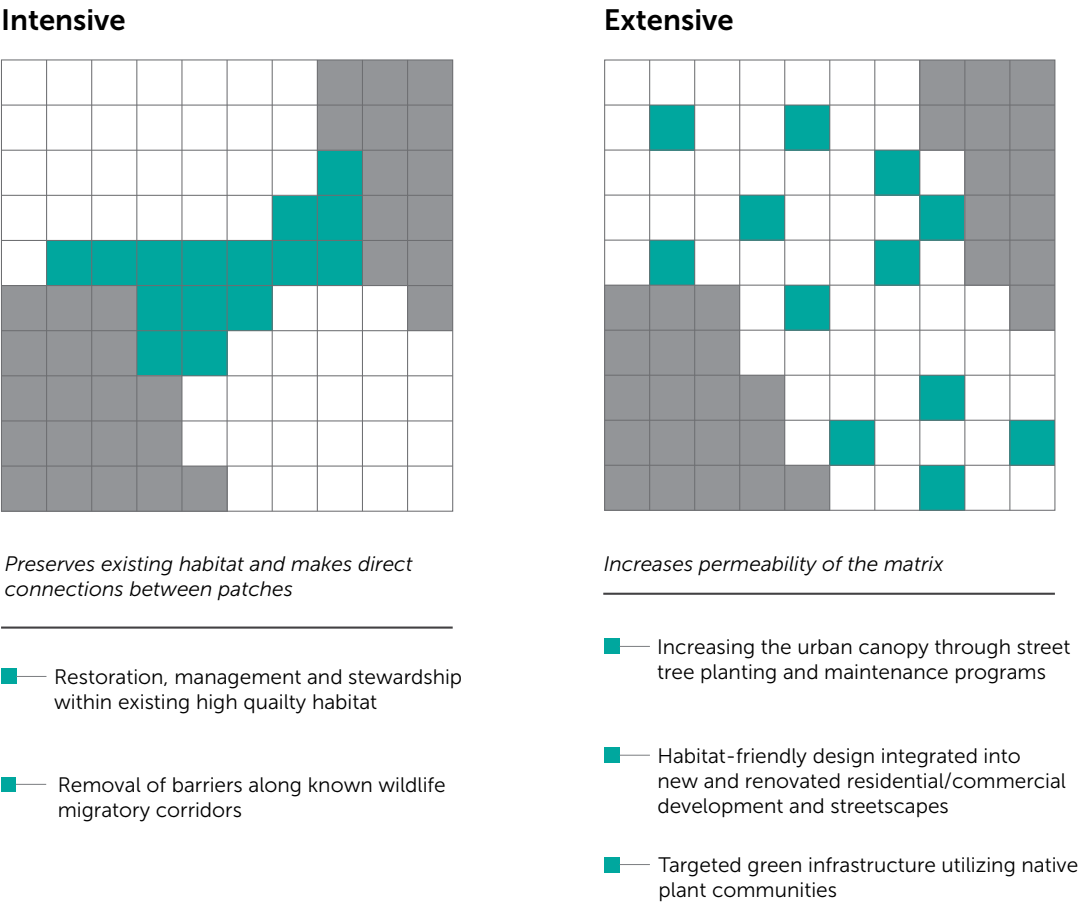 Intensive
Extensive
Preserves existing habitat and makes direct
connections between patches
Restoration, management and stewardship
within existing high quailty habitat
Removal of barriers along known wildlife
migratory corridors
Increases permeability of the matrix
Increasing the urban canopy through street
tree planting and maintenance programs
Habitat-friendly design integrated into
new and renovated residential/commercial
development and streetscapes
Targeted green infrastructure utilizing native
plant communities